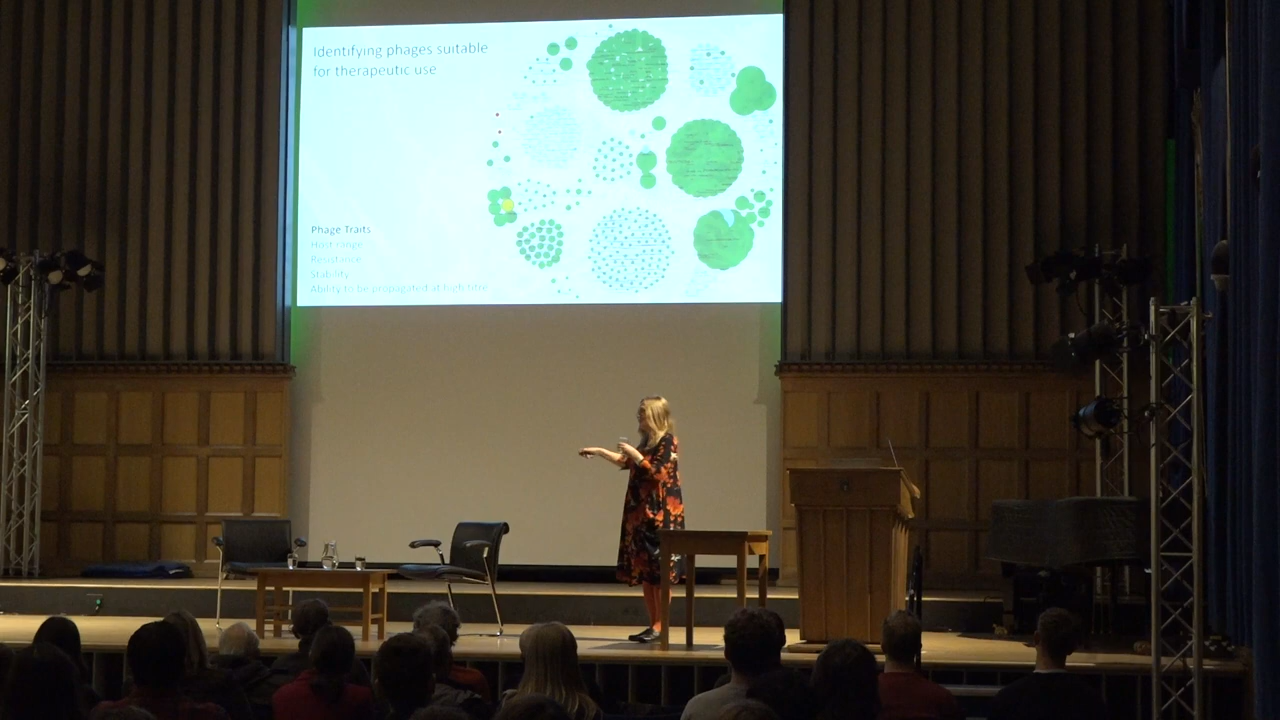 Identifying phages suitable
for therapeutic use
Phage Traits
Host range
Resistance
Stability
Ability to be propagated at high titre